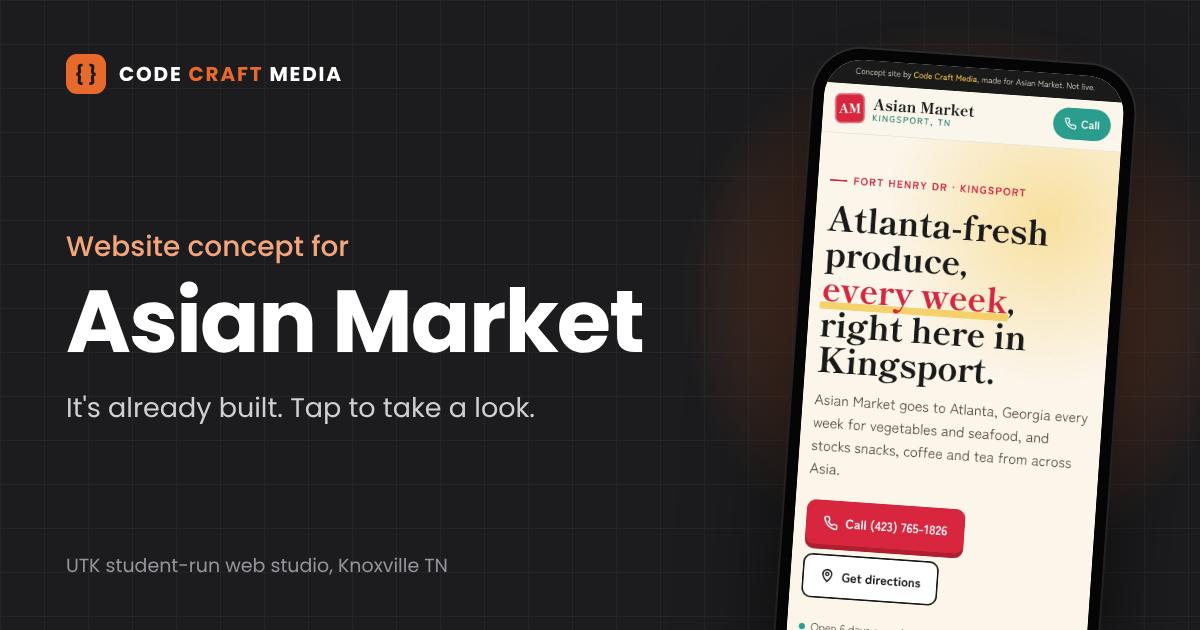 { } CODE CRAFT MEDIA
Website concept for
Asian Market
It's already built. Tap to take a look.
UTK student-run web studio, Knoxville TN
Concept site by Code Craft Media, made for Asian Market. Not live.
AM
Asian Market
KINGSPORT, TN
Call
FORT HENRY DR · KINGSPORT
Atlanta-fresh
produce,
every week,
right here in
Kingsport.
Asian Market goes to Atlanta, Georgia every
week for vegetables and seafood, and
stocks snacks, coffee and tea from across
Asia.
Call (423) 765-1826
Get directions
Open 6 days